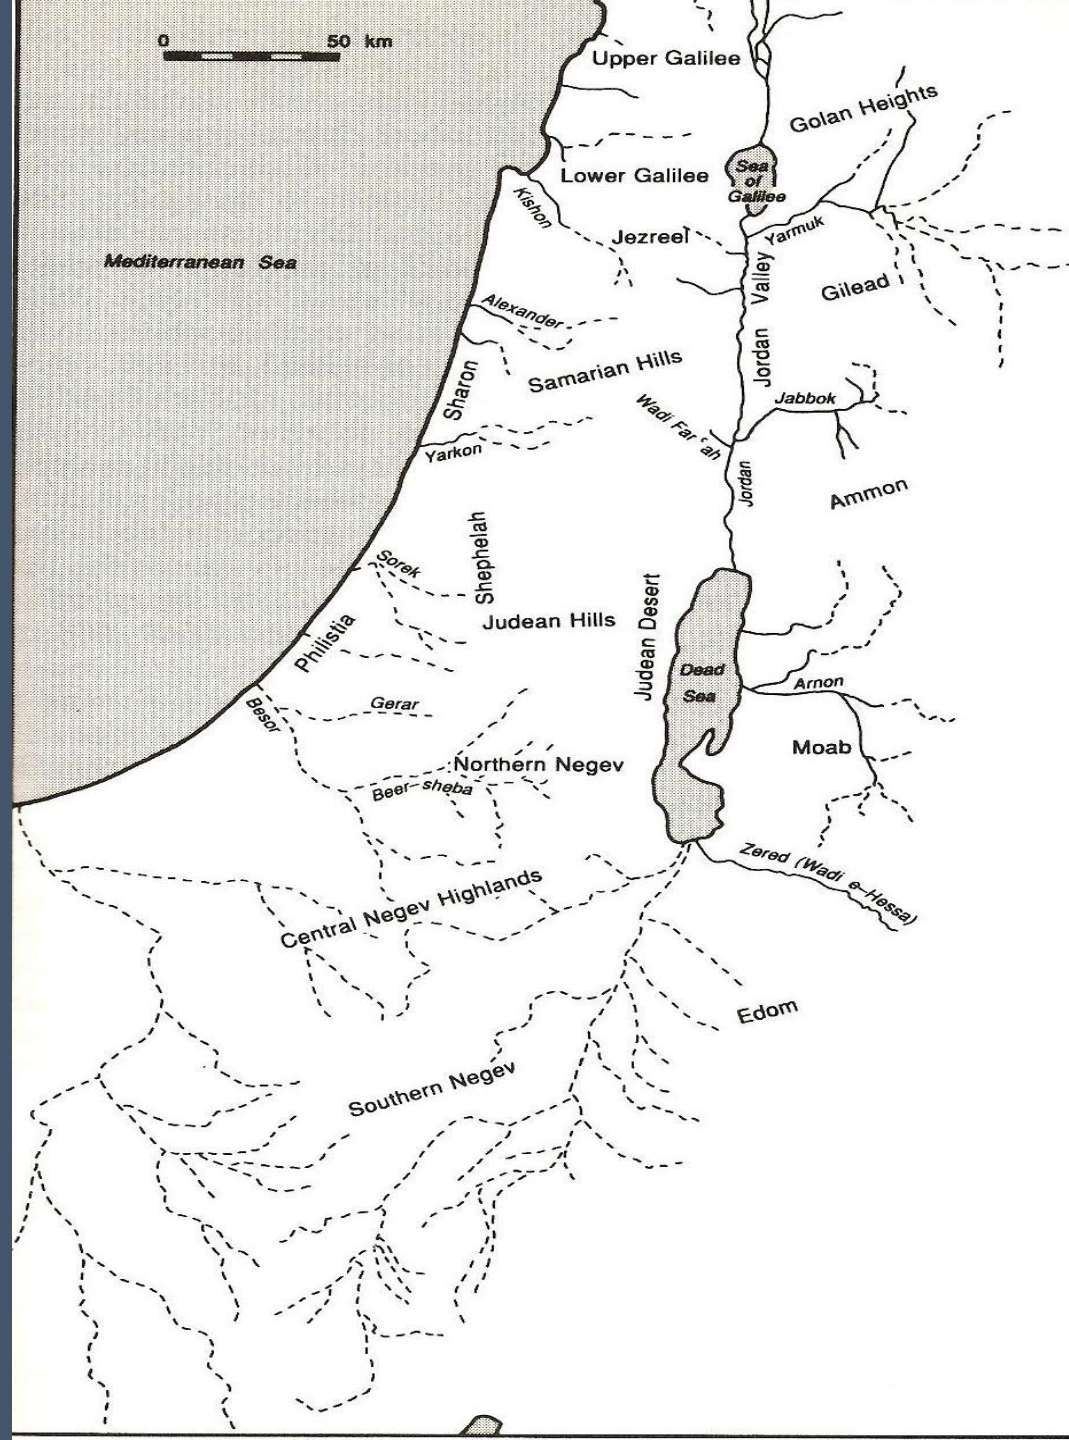 0 50 km
Upper Galilee
Golan Heights
Sea
of
Galilee
Lower Galilee
Kishon
Jezreel
Yarmuk
Mediterranean Sea
Jordan Valley
Gilead
Alexander
Samarian Hills
Sharon
Jabbok
Wadi Far'ah
Yarkon
Jordan
Ammon
Shephelah
Sorek
Judean Hills
Judean Desert
Philistia
Dead
Sea
Arnon
Besor
Gerar
Moab
Northern Negev
Beer-sheba
Zered (Wadi e-Hessa)
Central Negev Highlands
Edom
Southern Negev